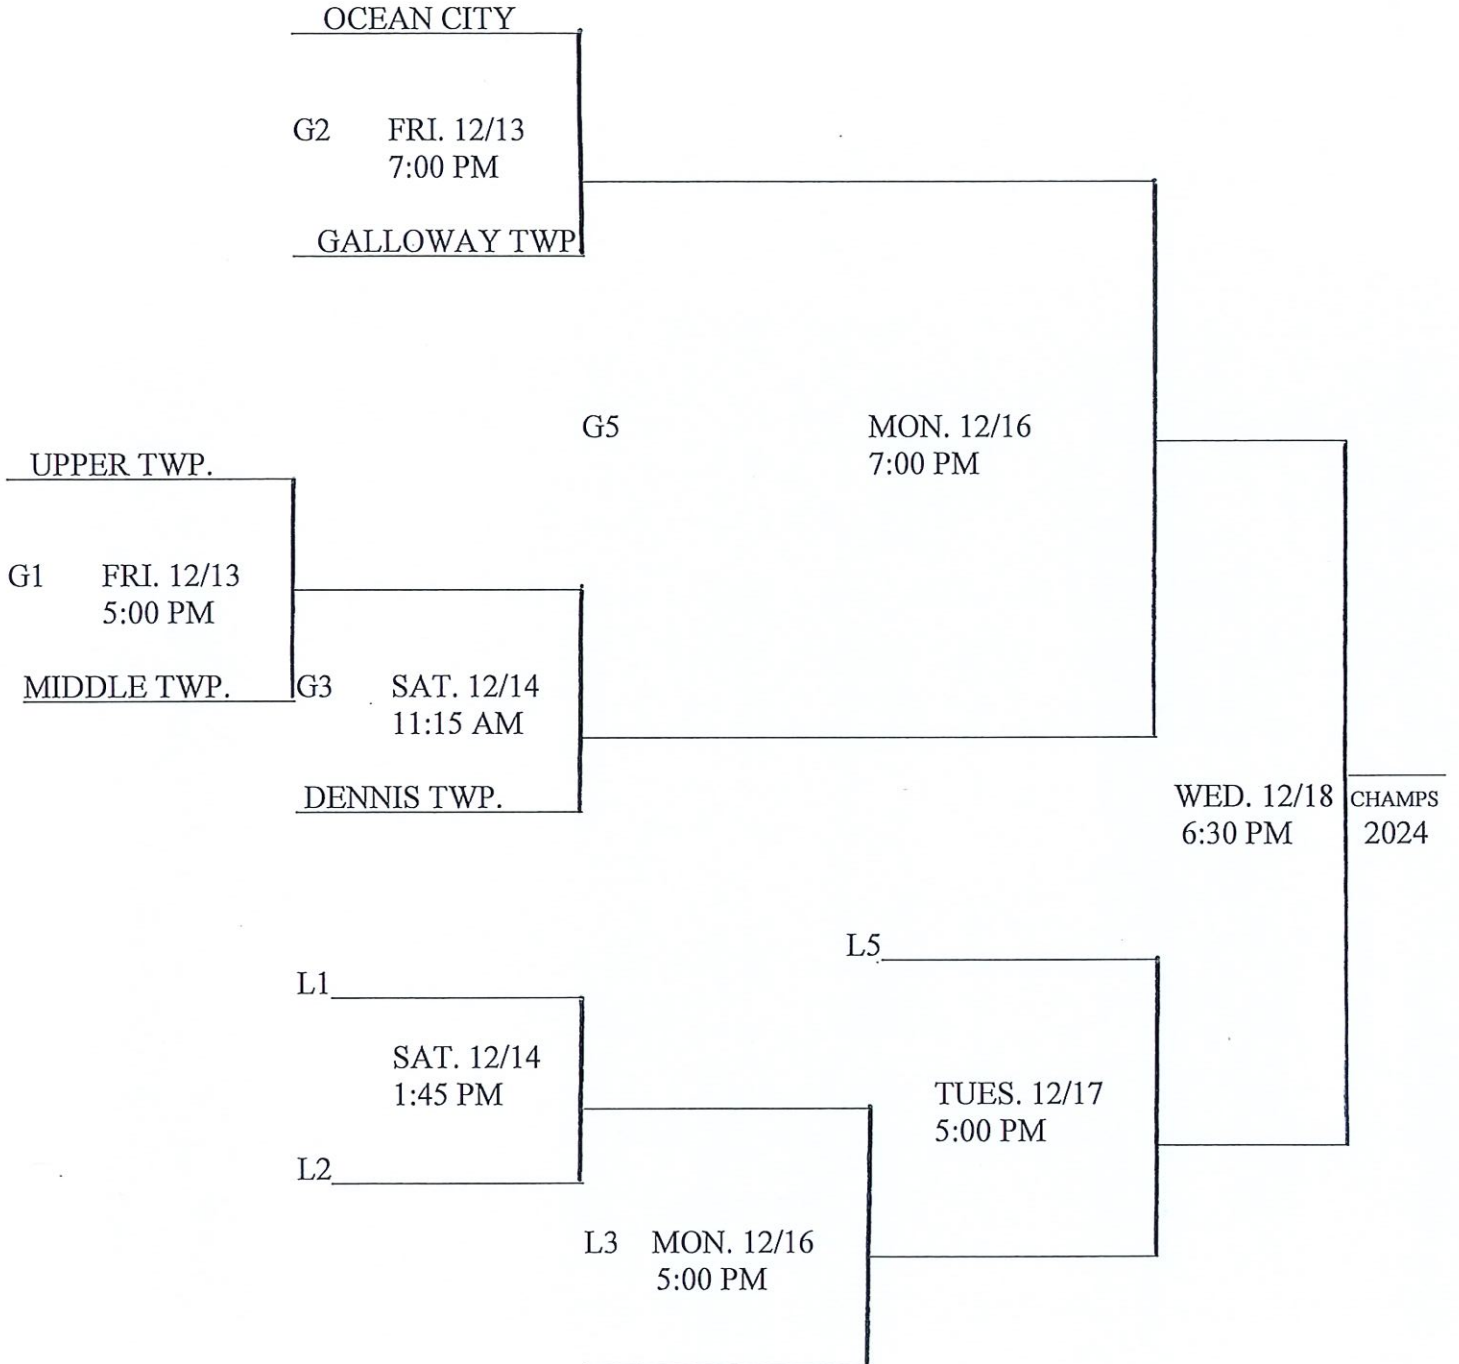 OCEAN CITY
G2 FRI. 12/13
7:00 PM
GALLOWAY TWP
G5 MON. 12/16
7:00 PM
UPPER TWP.
G1 FRI. 12/13
5:00 PM
MIDDLE TWP.
G3 SAT. 12/14
11:15 AM
DENNIS TWP.
WED. 12/18
6:30 PM
CHAMPS
2024
L5
L1
SAT. 12/14
1:45 PM
TUES. 12/17
5:00 PM
L2
L3 MON. 12/16
5:00 PM